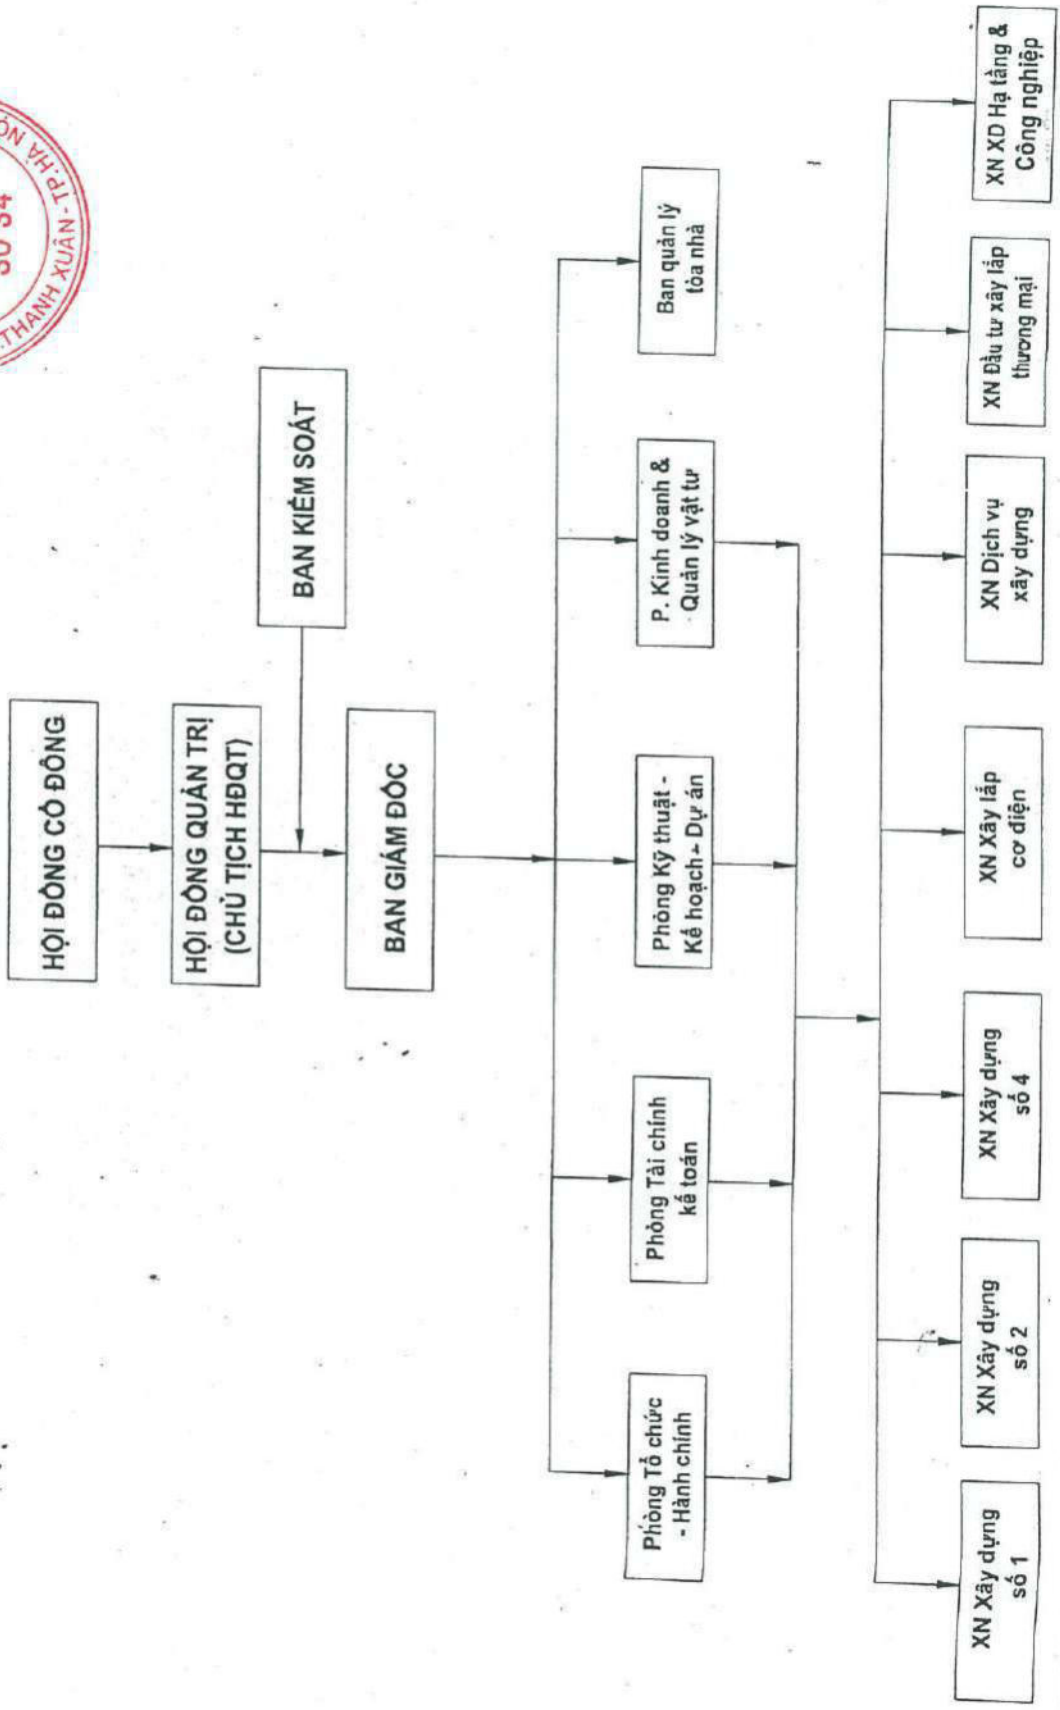 HỘI ĐỒNG CỔ ĐÔNG
HỘI ĐỒNG QUẢN TRỊ
(CHỦ TỊCH HĐQT)
BAN KIỂM SOÁT
BAN GIÁM ĐỐC
Phòng Tổ chức
- Hành chính
Phòng Tài chính
kế toán
Phòng Kỹ thuật -
Kế hoạch - Dự án
P. Kinh doanh &
Quản lý vật tư
Ban quản lý
tòa nhà
XN Xây dựng
số 1
XN Xây dựng
số 2
XN Xây dựng
số 4
XN Xây lắp
cơ điện
XN Dịch vụ
xây dựng
XN Đầu tư xây lắp
thương mại
XN XD Hạ tầng &
Công nghiệp
THANH XUÂN - TP.HÀ NỘI